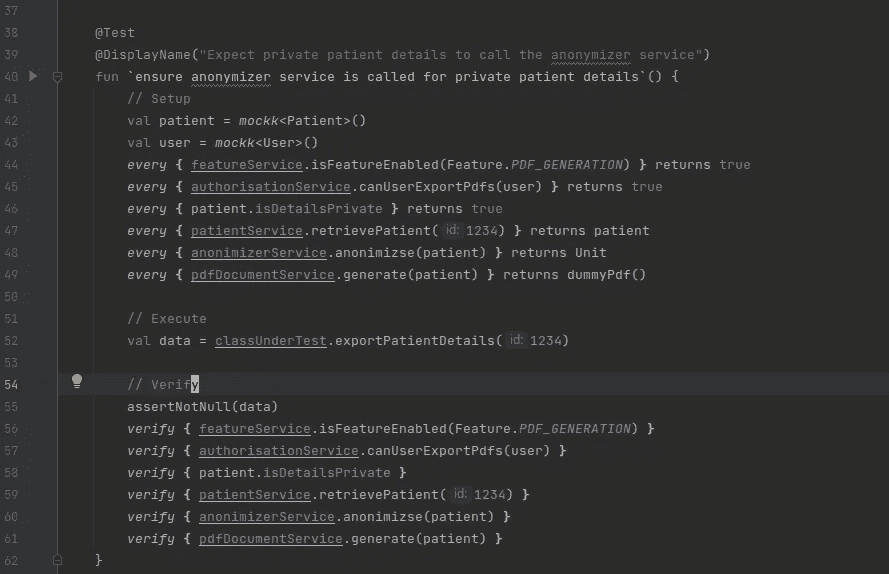 37
38 @Test
39 @DisplayName("Expect private patient details to call the anonymizer service")
40 fun `ensure anonymizer service is called for private patient details`() {
41 // Setup
42 val patient = mockk<Patient>()
43 val user = mockk<User>()
44 every { featureService.isFeatureEnabled(Feature.PDF_GENERATION) } returns true
45 every { authorisationService.canUserExportPdfs(user) } returns true
46 every { patient.isDetailsPrivate } returns true
47 every { patientService.retrievePatient( id: 1234) } returns patient
48 every { anonimizerService.anonimizse(patient) } returns Unit
49 every { pdfDocumentService.generate(patient) } returns dummyPdf()
50
51 // Execute
52 val data = classUnderTest.exportPatientDetails( id: 1234)
53
54 // Verify
55 assertNotNull(data)
56 verify { featureService.isFeatureEnabled(Feature.PDF_GENERATION) }
57 verify { authorisationService.canUserExportPdfs(user) }
58 verify { patient.isDetailsPrivate }
59 verify { patientService.retrievePatient( id: 1234) }
60 verify { anonimizerService.anonimizse(patient) }
61 verify { pdfDocumentService.generate(patient) }
62 }